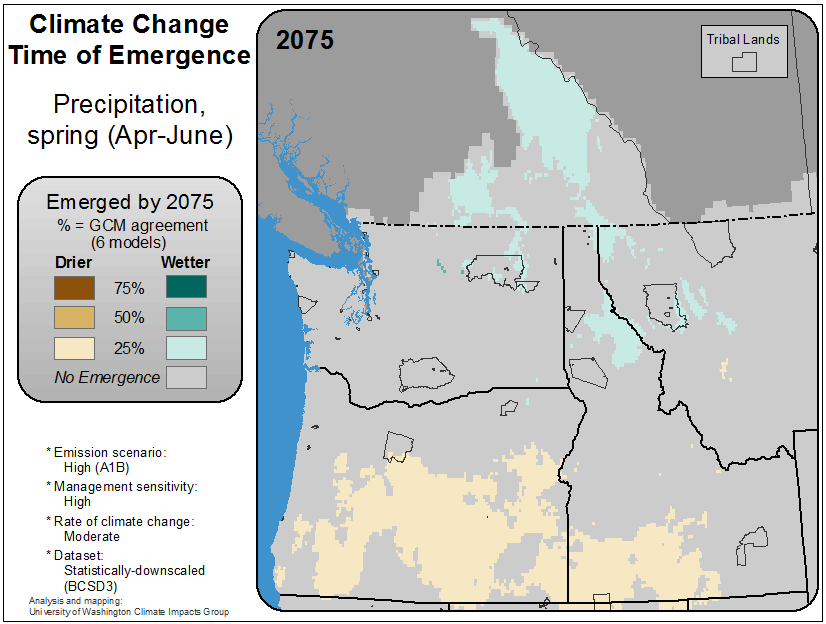 Climate Change
Time of Emergence
Precipitation,
spring (Apr-June)
Emerged by 2075
% = GCM agreement
(6 models)
Drier Wetter
75%
50%
25%
No Emergence
* Emission scenario:
High (A1B)
* Management sensitivity:
High
* Rate of climate change:
Moderate
* Dataset:
Statistically-downscaled
(BCSD3)
Analysis and mapping:
University of Washington Climate Impacts Group
2075
Tribal Lands